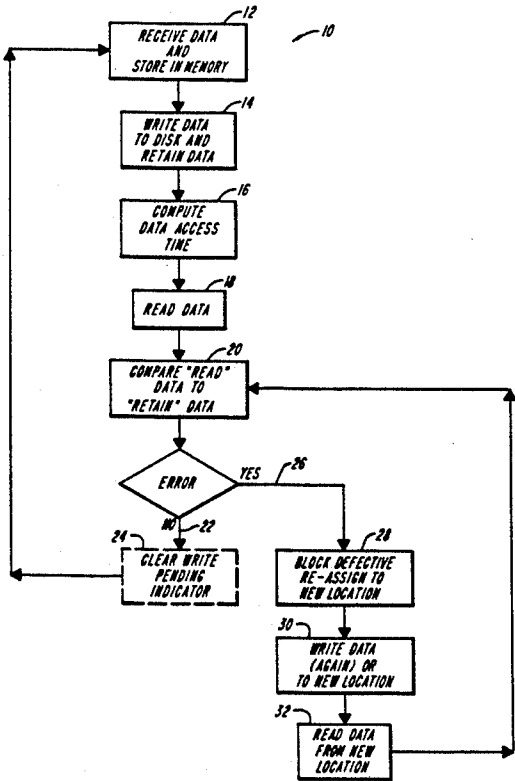 12
RECEIVE DATA
AND
STORE IN MEMORY
10
14
WRITE DATA
TO DISK AND
RETAIN DATA
16
COMPUTE
DATA ACCESS
TIME
18
READ DATA
20
COMPARE "READ"
DATA TO
"RETAIN" DATA
ERROR
YES
26
NO
22
24
CLEAR WRITE
PENDING
INDICATOR
28
BLOCK DEFECTIVE
RE-ASSIGN TO
NEW LOCATION
30
WRITE DATA
(AGAIN) OR
TO NEW LOCATION
32
READ DATA
FROM NEW
LOCATION